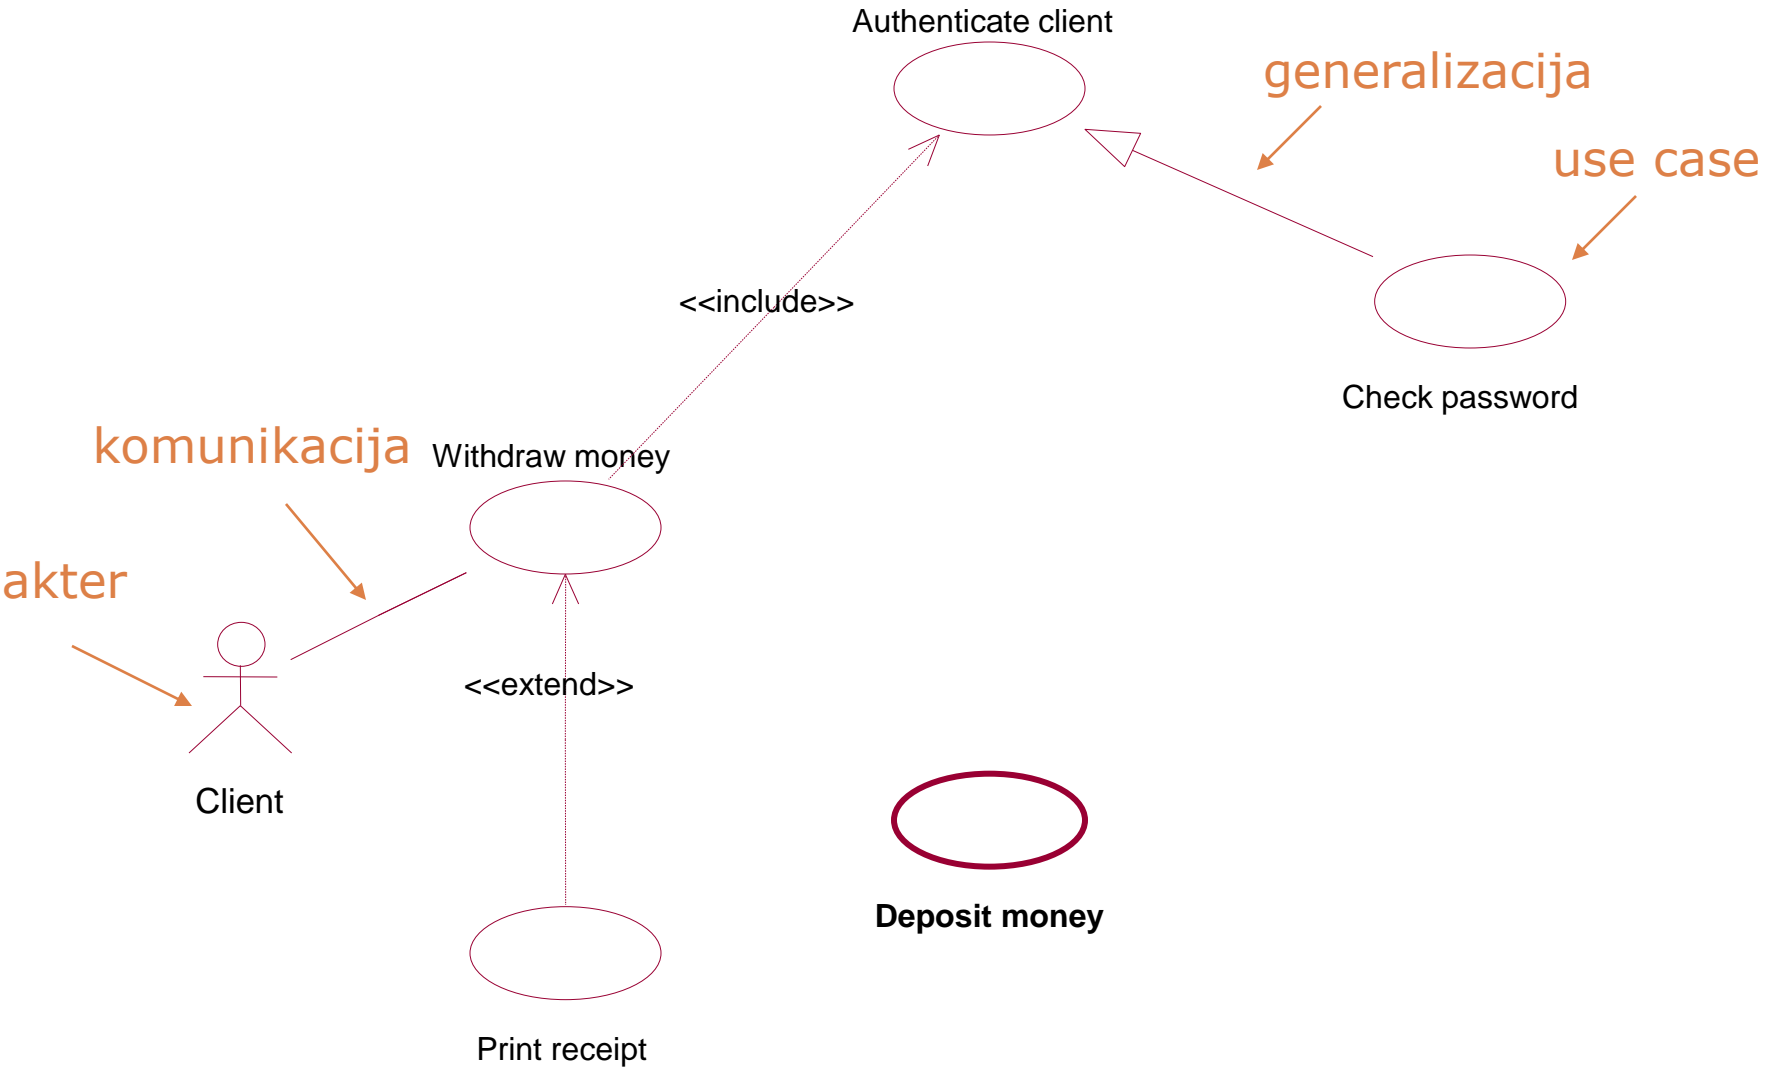 Authenticate client
generalizacija
use case
<<include>>
Check password
komunikacija
Withdraw money
akter
<<extend>>
Client
Deposit money
Print receipt